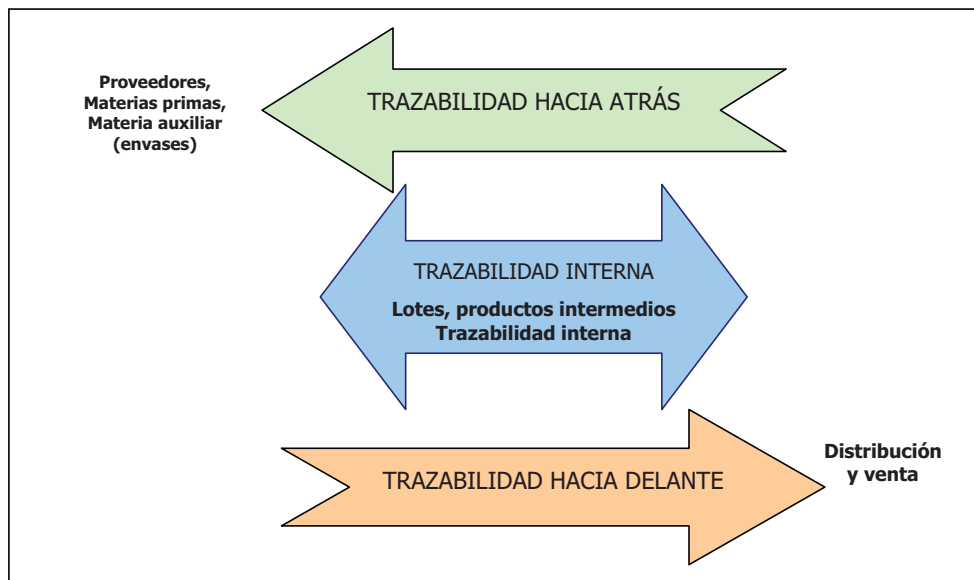 Proveedores,
Materias primas,
Materia auxiliar
(envases)
TRAZABILIDAD HACIA ATRÁS
TRAZABILIDAD INTERNA
Lotes, productos intermedios
Trazabilidad interna
TRAZABILIDAD HACIA DELANTE
Distribución
y venta